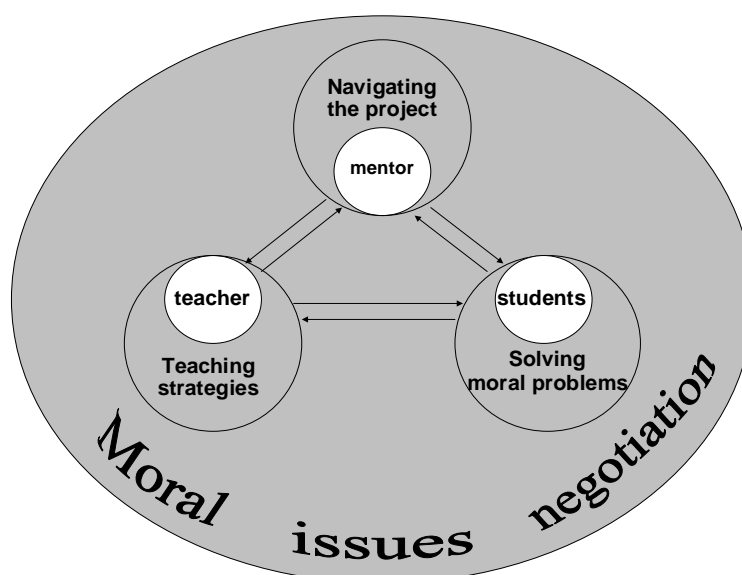 Navigating
the project
mentor
teacher
students
Teaching
strategies
Solving
moral problems
Moral issues negotiation